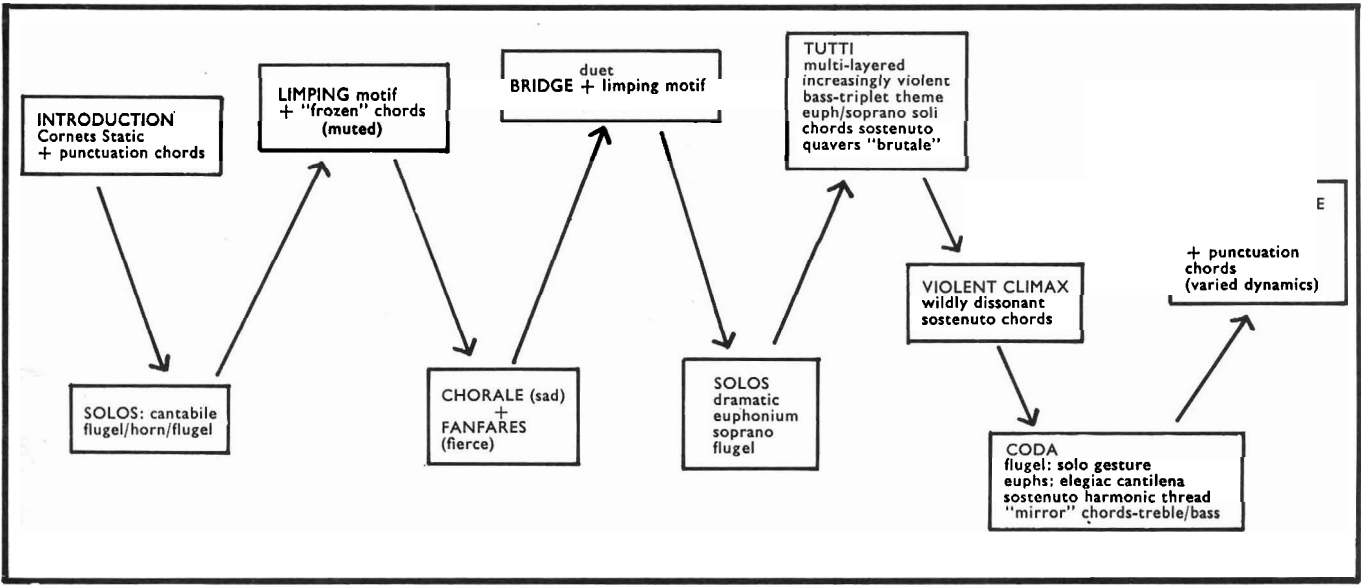 INTRODUCTION
Cornets Static
+ punctuation chords
SOLOS: cantabile
flugel/horn/flugel
LIMPING motif
+ "frozen" chords
(muted)
CHORALE (sad)
+
FANFARES
(fierce)
duet
BRIDGE + limping motif
SOLOS
dramatic
euphonium
soprano
flugel
TUTTI
multi-layered
increasingly violent
bass-triplet theme
euph/soprano soli
chords sostenuto
quavers "brutale"
VIOLENT CLIMAX
wildly dissonant
sostenuto chords
CODA
flugel: solo gesture
euphs: elegiac cantilena
sostenuto harmonic thread
"mirror" chords-treble/bass
E
+ punctuation
chords
(varied dynamics)